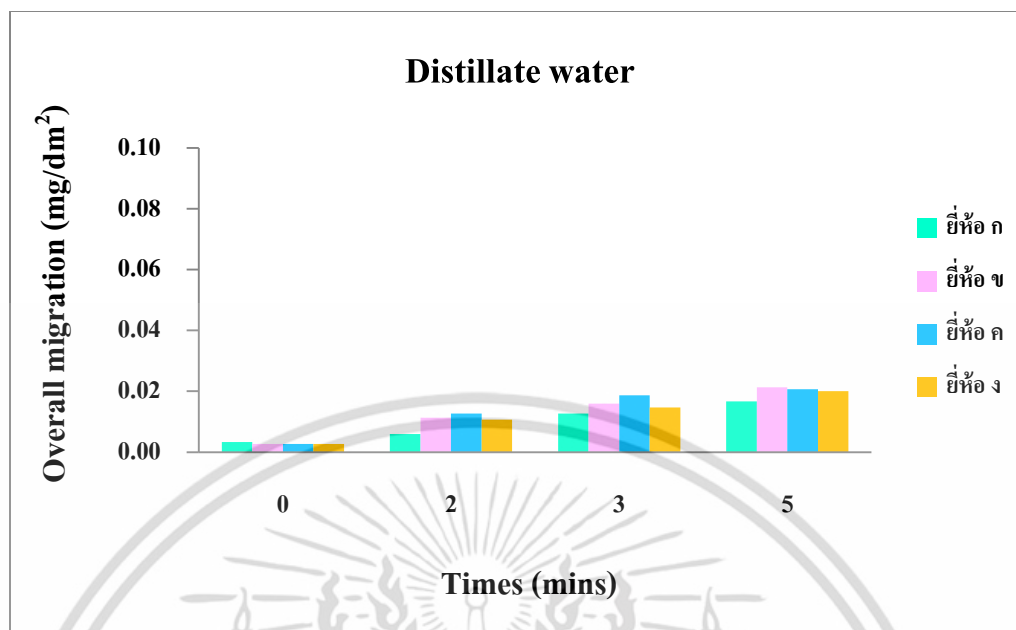 Distillate water
Overall migration (mg/dm²)
0.10
0.08
0.06
0.04
0.02
0.00
0 2 3 5
Times (mins)
ยี่ห้อ ก
ยี่ห้อ ข
ยี่ห้อ ค
ยี่ห้อ ง